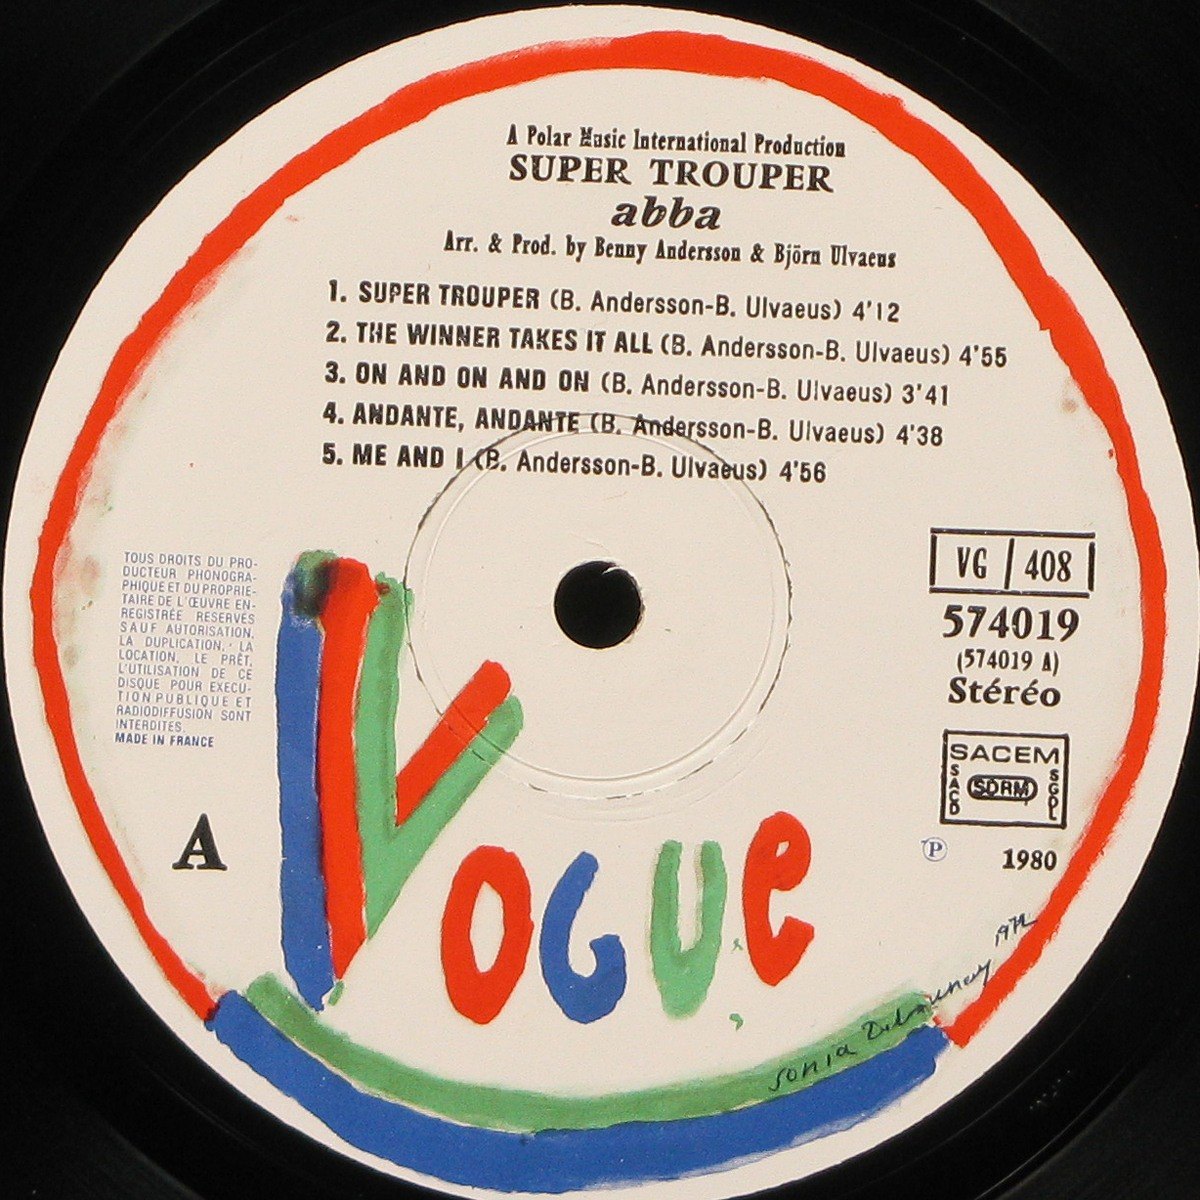 A Polar Music International Production
SUPER TROUPER
abba
Arr. & Prod. by Benny Andersson & Björn Ulvaeus
1. SUPER TROUPER (B. Andersson-B. Ulvaeus) 4'12
2. THE WINNER TAKES IT ALL (B. Andersson-B. Ulvaeus) 4'55
3. ON AND ON AND ON (B. Andersson-B. Ulvaeus) 3'41
4. ANDANTE, ANDANTE (B. Andersson-B. Ulvaeus) 4'38
5. ME AND I (B. Andersson-B. Ulvaeus) 4'56
TOUS DROITS DU PRO-
DUCTEUR PHONOGRA-
PHIQUE ET DU PROPRIE-
TAIRE DE L'ŒUVRE EN-
REGISTRÉE RESERVÉS
SAUF AUTORISATION,
LA DUPLICATION, LA
LOCATION, LE PRÊT,
L'UTILISATION DE CE
DISQUE POUR EXECU-
TION PUBLIQUE ET
RADIODIFFUSION SONT
INTERDITES.
MADE IN FRANCE
A
VG / 408
574019
(574019 A)
Stéréo
SACEM
SACD
SDRM
SGDL
Ⓟ 1980
VOGUE
sonia Delauney 1972